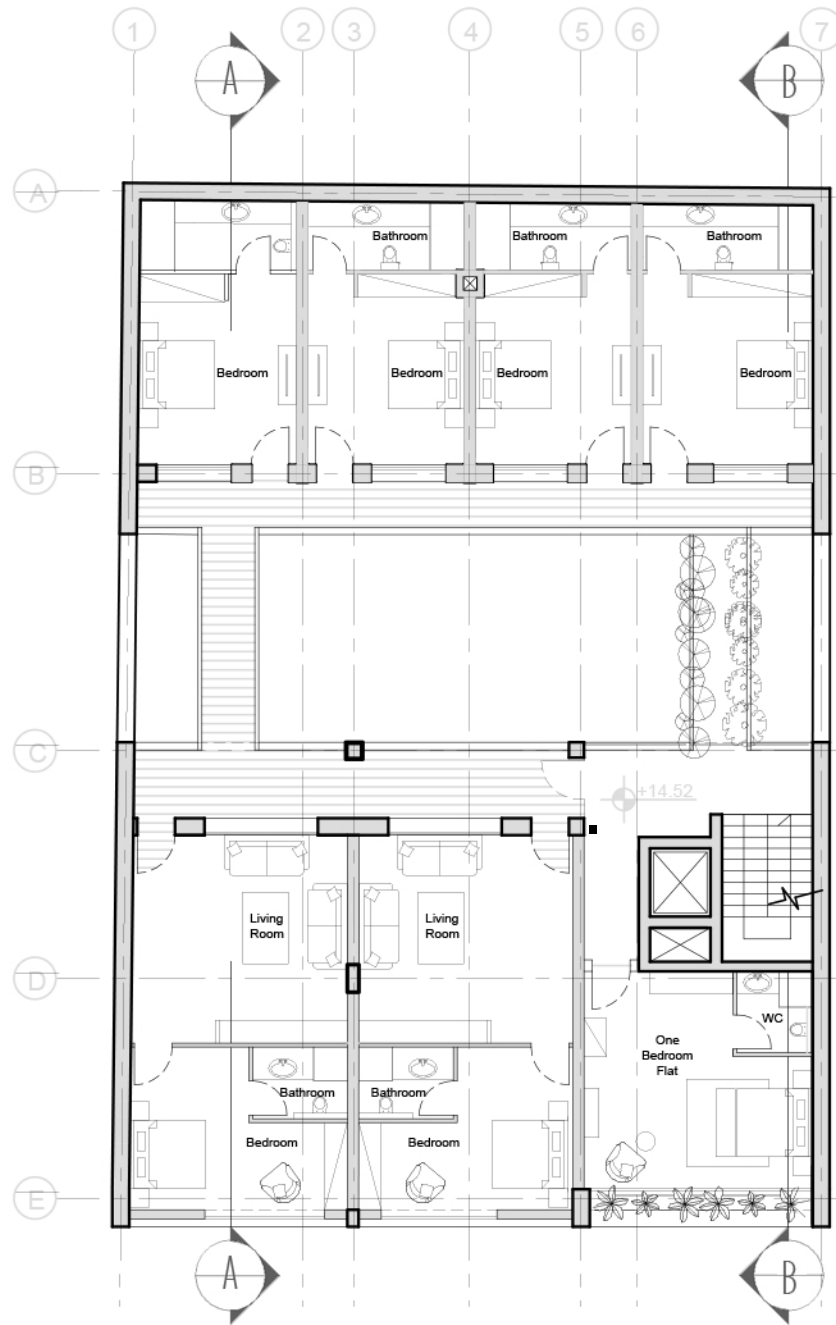 1 2 3 4 5 6 7
A B
A
Bathroom Bathroom Bathroom
Bedroom Bedroom Bedroom Bedroom
B
C
+14.52
Living
Room
Living
Room
D
WC
One
Bedroom
Flat
Bathroom Bathroom
Bedroom Bedroom
E
A B